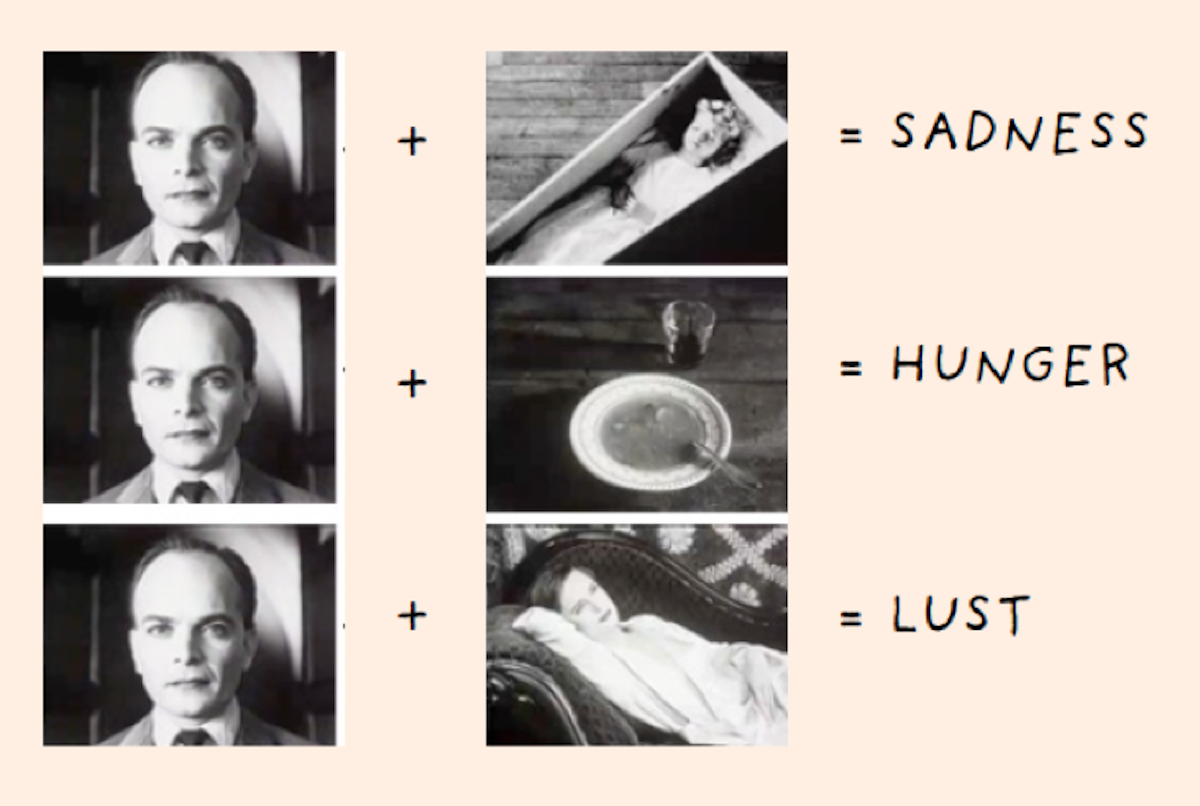 + = SADNESS
+ = HUNGER
+ = LUST